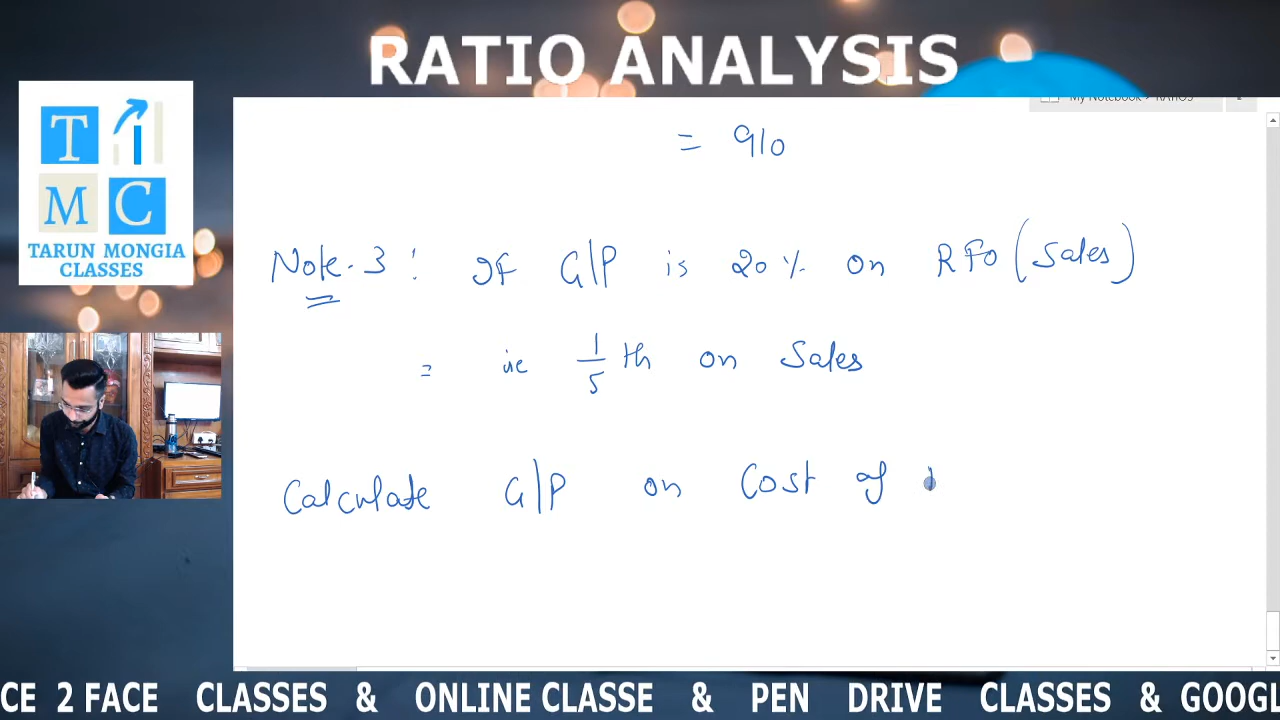 RATIO ANALYSIS
T
M C
TARUN MONGIA
CLASSES
= 910
Note-3 : If G/P is 20% on RFO (Sales)
= ie 1/5 th on Sales
Calculate G/P on Cost of
CE 2 FACE CLASSES & ONLINE CLASSE & PEN DRIVE CLASSES & GOOGL